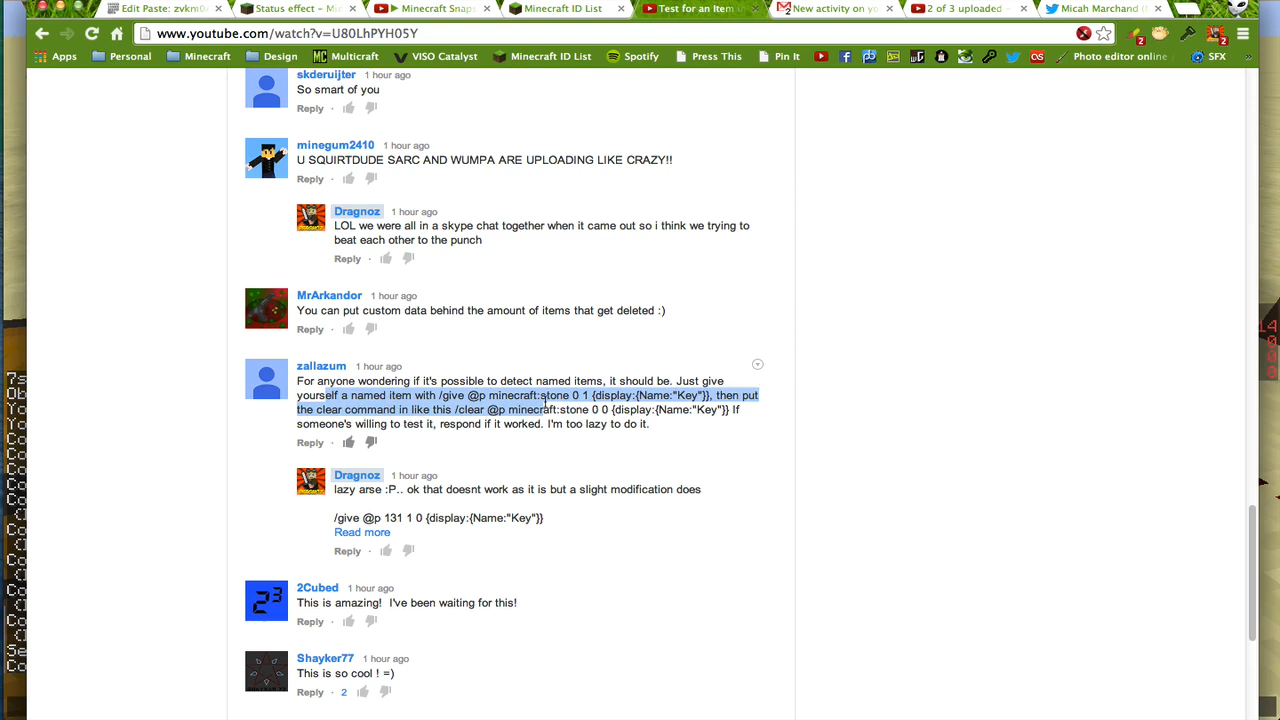 Edit Paste: zvkm0
Status effect – Min
▶ Minecraft Snaps
Minecraft ID List
Test for an Item
New activity on yo
2 of 3 uploaded -
Micah Marchand (M
www.youtube.com/watch?v=U80LhPYH05Y
Apps Personal Minecraft Design Multicraft VISO Catalyst Minecraft ID List Spotify Press This Pin It Photo editor online SFX »
skderuijter 1 hour ago
So smart of you
Reply ·
minegum2410 1 hour ago
U SQUIRTDUDE SARC AND WUMPA ARE UPLOADING LIKE CRAZY!!
Reply ·
Dragnoz 1 hour ago
LOL we were all in a skype chat together when it came out so i think we trying to
beat each other to the punch
Reply ·
MrArkandor 1 hour ago
You can put custom data behind the amount of items that get deleted :)
Reply ·
zallazum 1 hour ago
For anyone wondering if it's possible to detect named items, it should be. Just give
yourself a named item with /give @p minecraft:stone 0 1 {display:{Name:"Key"}}, then put
the clear command in like this /clear @p minecraft:stone 0 0 {display:{Name:"Key"}} If
someone's willing to test it, respond if it worked. I'm too lazy to do it.
Reply ·
Dragnoz 1 hour ago
lazy arse :P.. ok that doesnt work as it is but a slight modification does
/give @p 131 1 0 {display:{Name:"Key"}}
Read more
Reply ·
2Cubed 1 hour ago
This is amazing! I've been waiting for this!
Reply ·
Shayker77 1 hour ago
This is so cool ! =)
Reply · 2